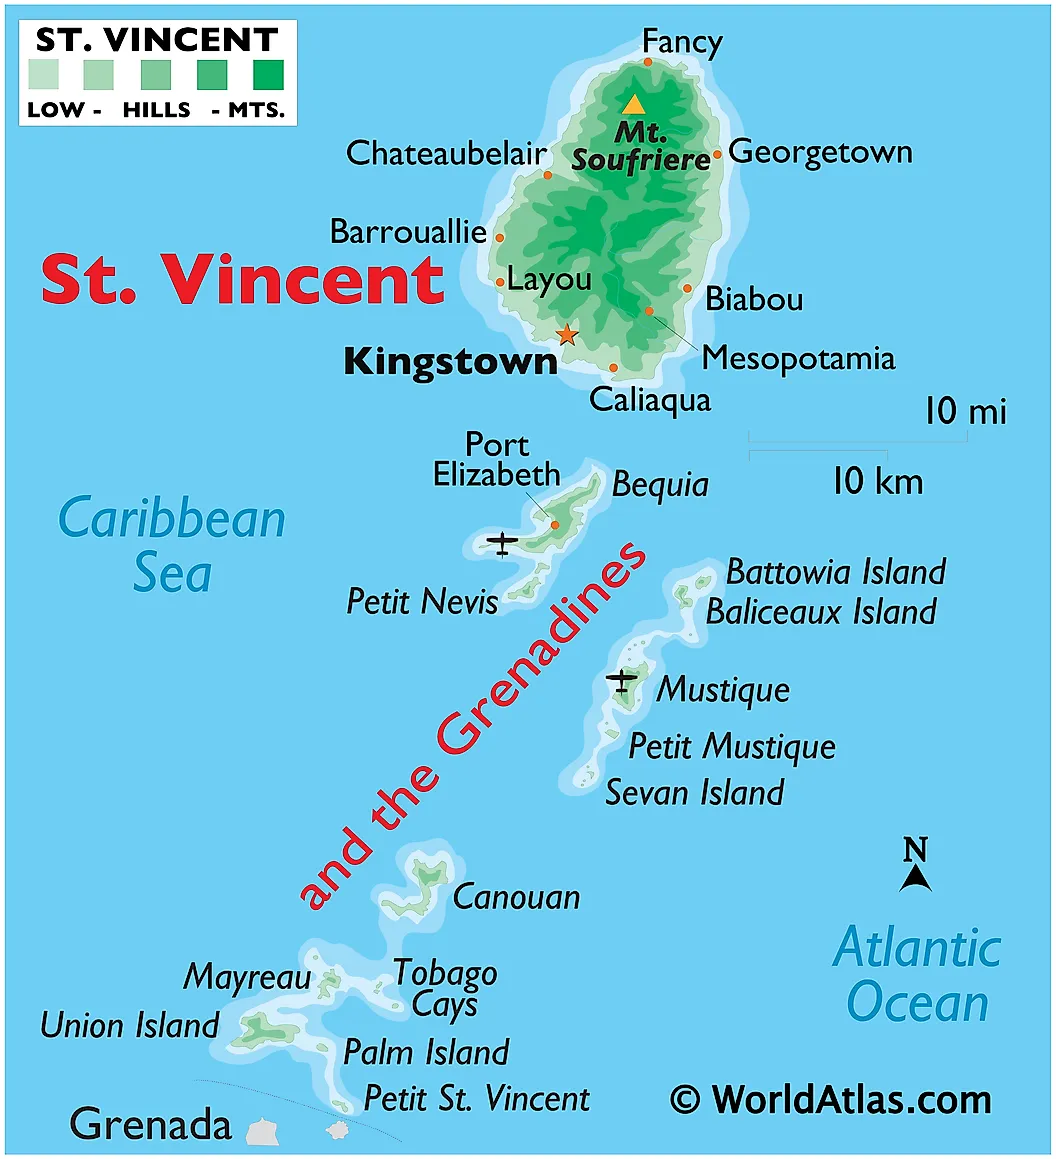 ST. VINCENT
LOW - HILLS - MTS.
Fancy
Mt.
Soufriere
Chateaubelair
Georgetown
Barrouallie
St. Vincent
Layou
Biabou
Kingstown
Mesopotamia
Caliaqua
10 mi
10 km
Port
Elizabeth
Bequia
Caribbean
Sea
Petit Nevis
Battowia Island
Baliceaux Island
and the Grenadines
Mustique
Petit Mustique
Sevan Island
N
Canouan
Atlantic
Ocean
Mayreau
Tobago
Cays
Union Island
Palm Island
Petit St. Vincent
Grenada
© WorldAtlas.com